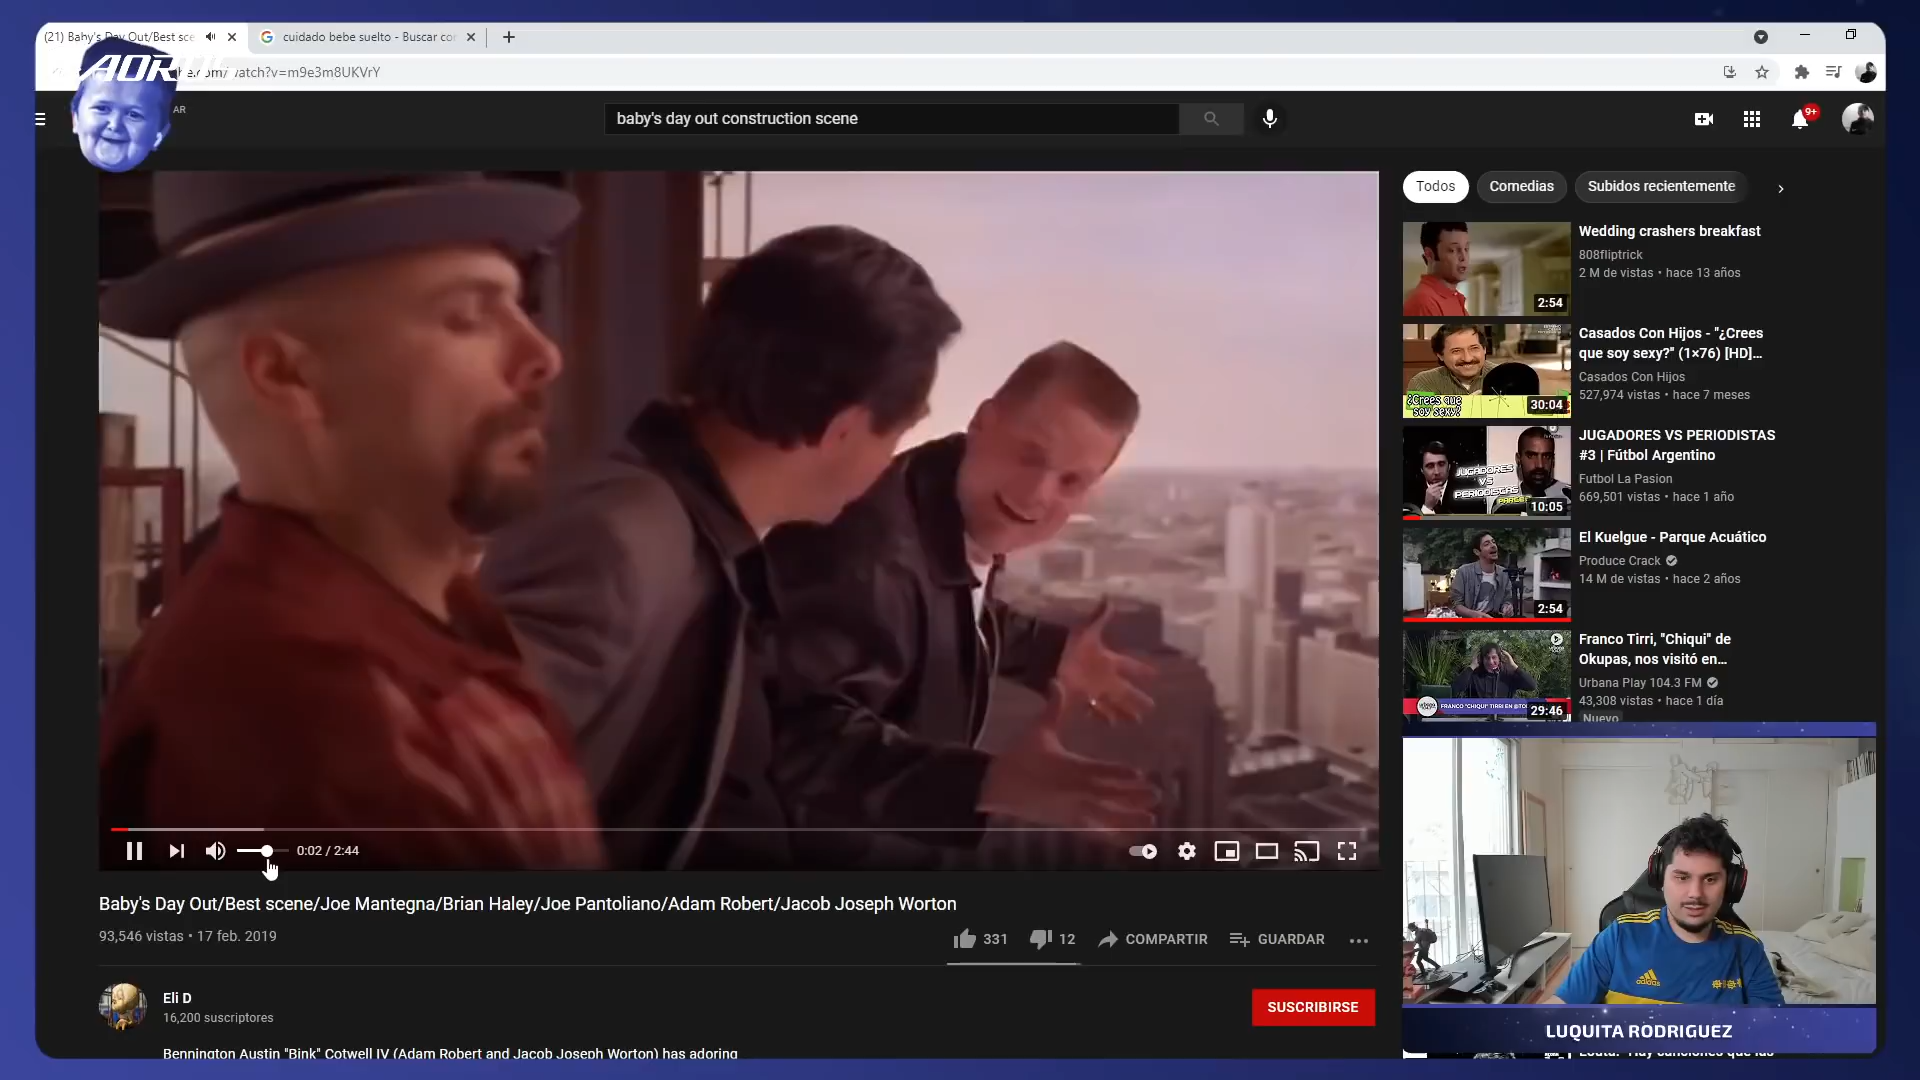 (21) Baby's Day Out/Best sce
cuidado bebe suelto - Buscar co
/watch?v=m9e3m8UKVrY
AR
baby's day out construction scene
9+
Todos
Comedias
Subidos recientemente
Wedding crashers breakfast
808fliptrick
2 M de vistas • hace 13 años
2:54
Casados Con Hijos - "¿Crees
que soy sexy?" (1×76) [HD]...
Casados Con Hijos
527,974 vistas • hace 7 meses
¿Crees que
soy sexy?
30:04
JUGADORES VS PERIODISTAS
#3 | Fútbol Argentino
Futbol La Pasion
669,501 vistas • hace 1 año
JUGADORES
VS
PERIODISTAS
10:05
El Kuelgue - Parque Acuático
Produce Crack
14 M de vistas • hace 2 años
2:54
Franco Tirri, "Chiqui" de
Okupas, nos visitó en...
Urbana Play 104.3 FM
43,308 vistas • hace 1 día
Nuevo
29:46
0:02 / 2:44
Baby's Day Out/Best scene/Joe Mantegna/Brian Haley/Joe Pantoliano/Adam Robert/Jacob Joseph Worton
93,546 vistas • 17 feb. 2019
331
12
COMPARTIR
GUARDAR
Eli D
16,200 suscriptores
SUSCRIBIRSE
Bennington Austin "Bink" Cotwell IV (Adam Robert and Jacob Joseph Worton) has adoring
adidas
LUQUITA RODRIGUEZ